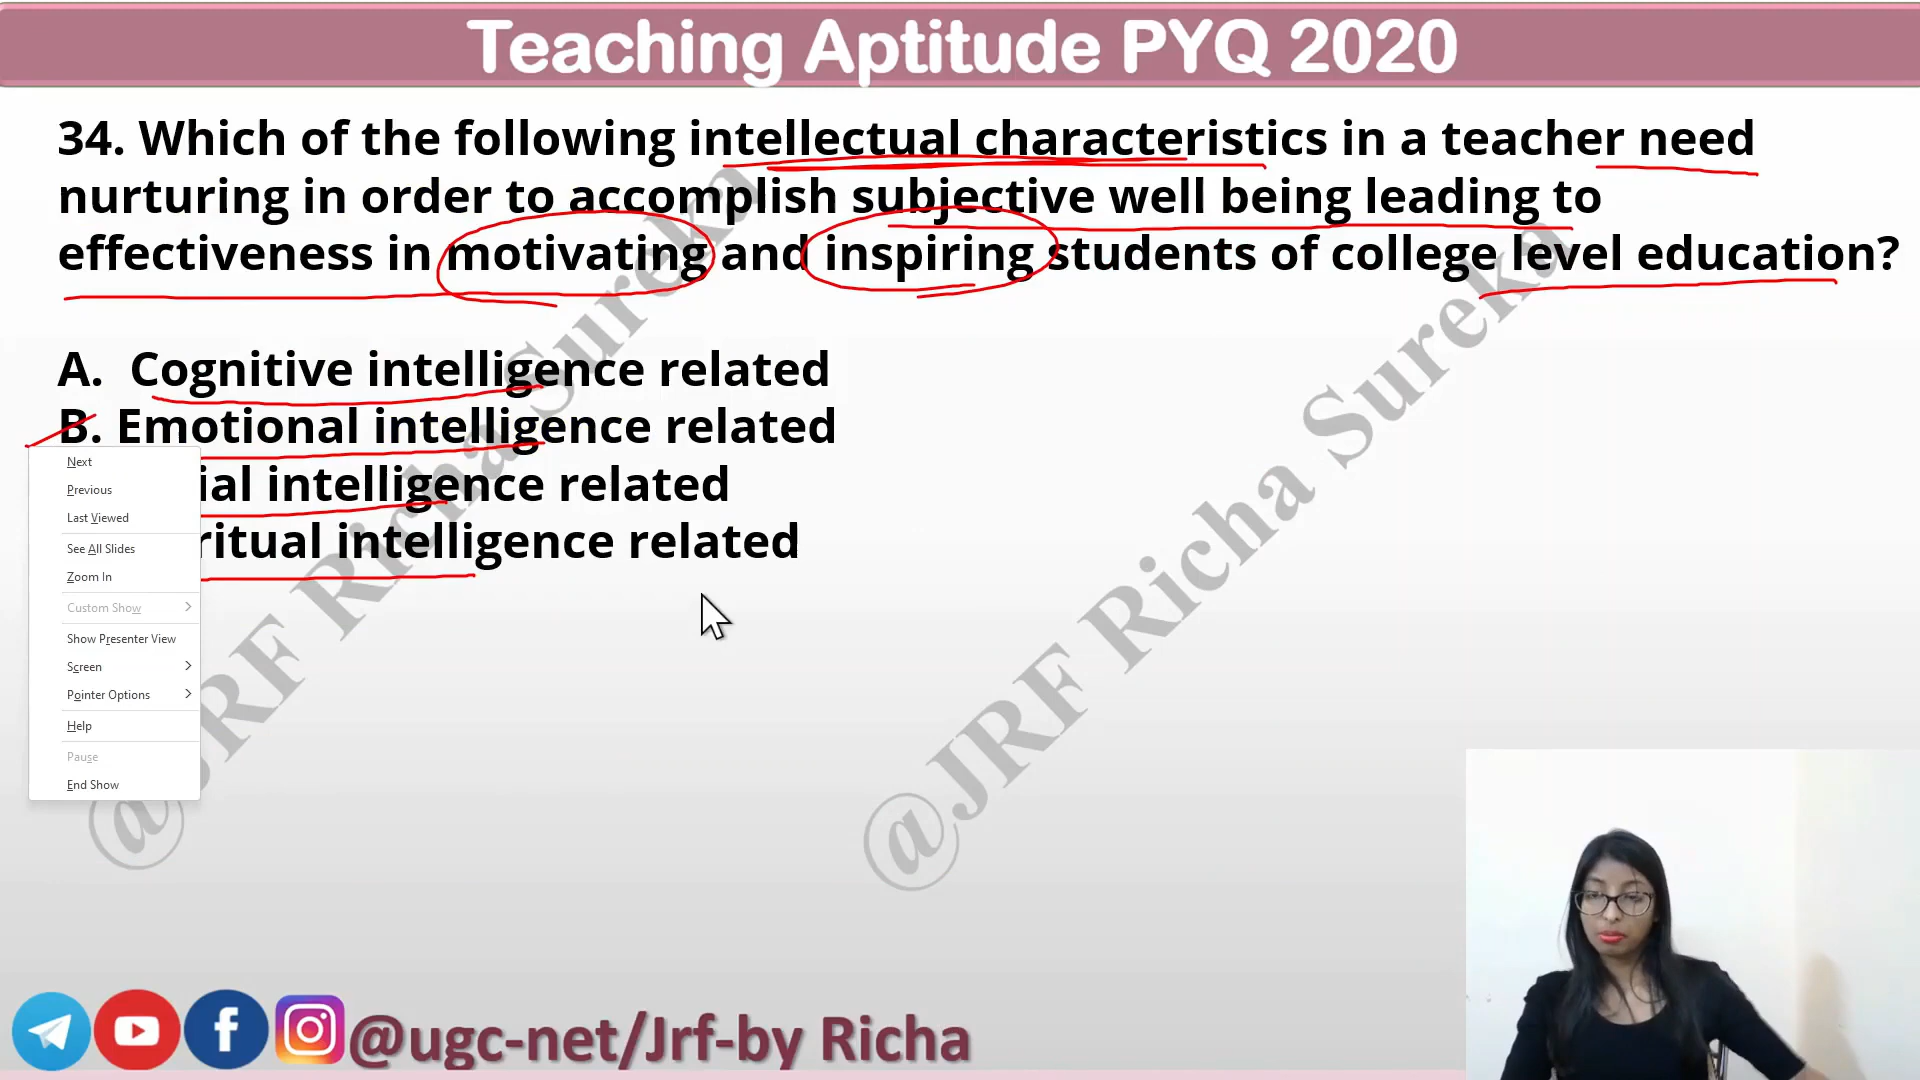 Teaching Aptitude PYQ 2020
34. Which of the following intellectual characteristics in a teacher need
nurturing in order to accomplish subjective well being leading to
effectiveness in motivating and inspiring students of college level education?
A. Cognitive intelligence related
B. Emotional intelligence related
ial intelligence related
ritual intelligence related
Next
Previous
Last Viewed
See All Slides
Zoom In
Custom Show
Show Presenter View
Screen
Pointer Options
Help
Pause
End Show
@JRF Richa Sureka
@JRF Richa Sureka
@ugc-net/Jrf-by Richa